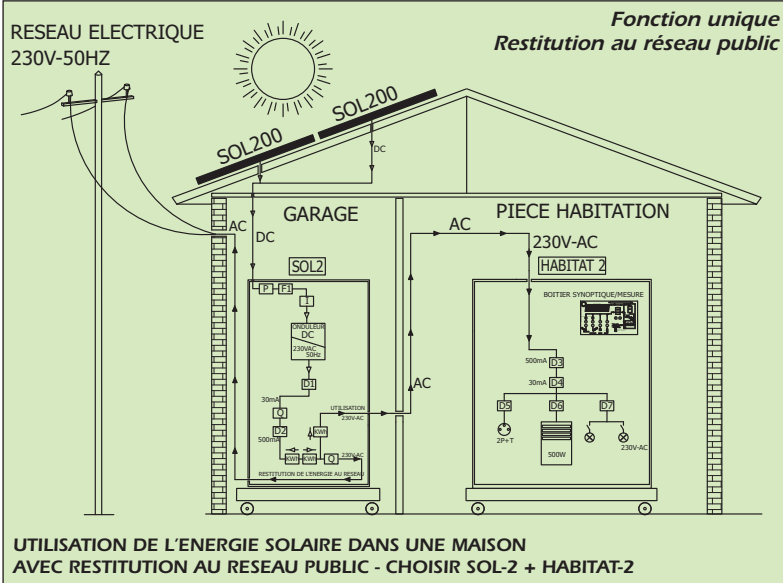 RESEAU ELECTRIQUE
230V-50HZ
Fonction unique
Restitution au réseau public
SOL200
SOL200
DC
AC
DC
GARAGE
PIECE HABITATION
AC
230V-AC
SOL2
HABITAT 2
P
F1
I
BOITIER SYNOPTIQUE/MESURE
ONDULEUR
DC
230VAC
50Hz
D1
AC
30mA
Q
D2
500mA
UTILISATION
230V-AC
KWh
KWh
KWh
Q
230V-AC
RESTITUTION DE L'ENERGIE AU RESEAU
500mA
D3
30mA
D4
D5
D6
D7
2P+T
500W
230V-AC
UTILISATION DE L'ENERGIE SOLAIRE DANS UNE MAISON
AVEC RESTITUTION AU RESEAU PUBLIC - CHOISIR SOL-2 + HABITAT-2